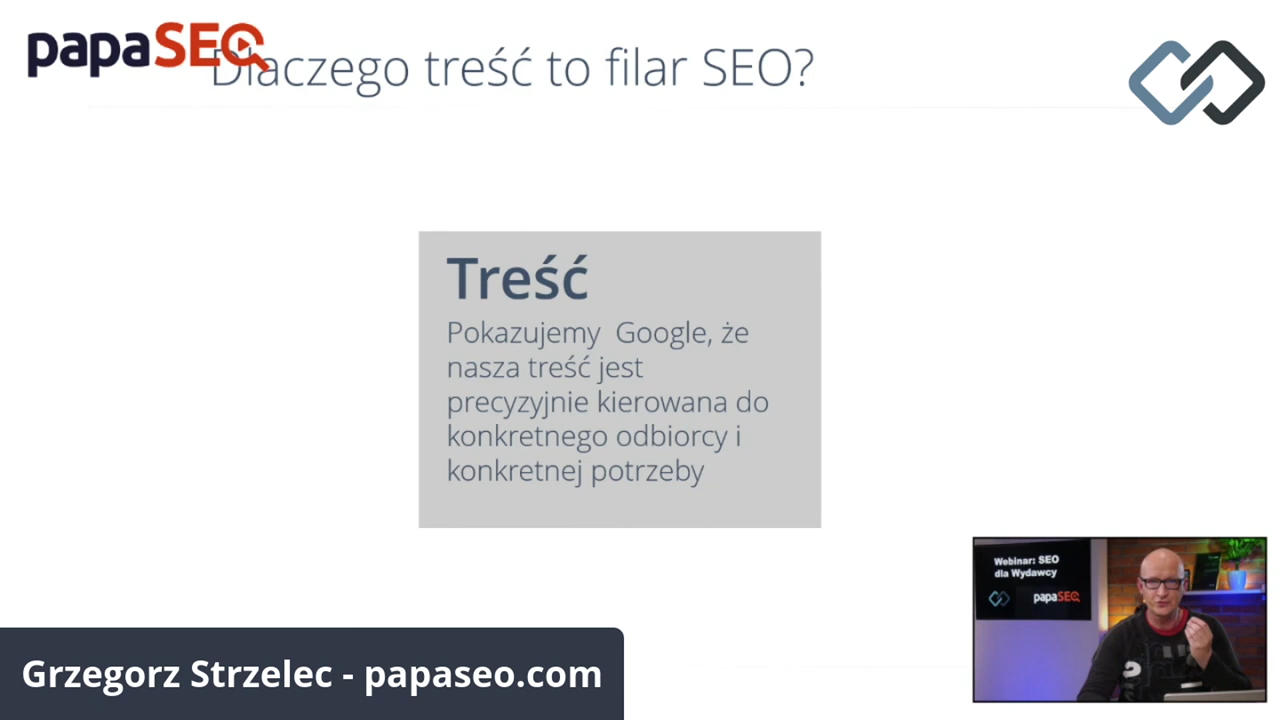 papaSEO
Dlaczego treść to filar SEO?
Treść
Pokazujemy Google, że
nasza treść jest
precyzyjnie kierowana do
konkretnego odbiorcy i
konkretnej potrzeby
Webinar: SEO
dla Wydawcy
papaSEO
Grzegorz Strzelec - papaseo.com